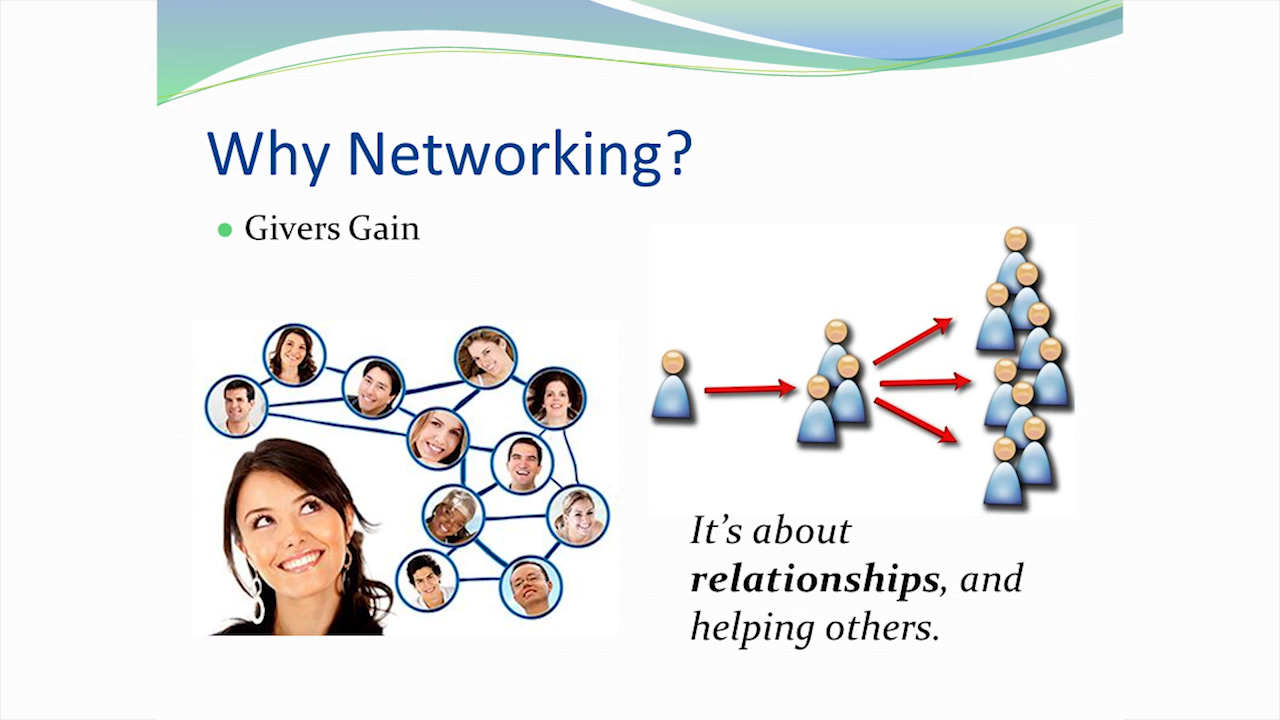 Why Networking?
Givers Gain
It’s about
relationships, and
helping others.